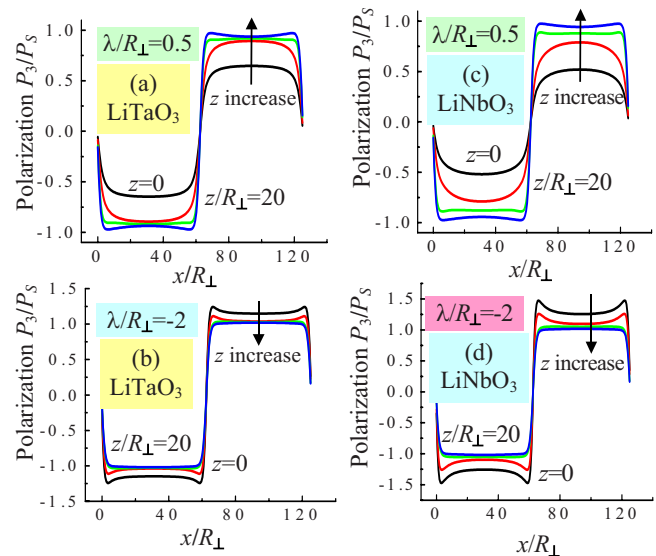 Polarization P₃/Pₛ
1.0
0.5
0.0
-0.5
-1.0
0
40
80
120
x/R⊥
λ/R⊥=0.5
(a)
LiTaO₃
z increase
z=0
z/R⊥=20
Polarization P₃/Pₛ
1.0
0.5
0.0
-0.5
-1.0
0
40
80
120
x/R⊥
λ/R⊥=0.5
(c)
LiNbO₃
z increase
z=0
z/R⊥=20
Polarization P₃/Pₛ
1.5
1.0
0.5
0.0
-0.5
-1.0
-1.5
0
40
80
120
x/R⊥
λ/R⊥=-2
(b)
LiTaO₃
z increase
z/R⊥=20
z=0
Polarization P₃/Pₛ
1.5
1.0
0.5
0.0
-0.5
-1.0
-1.5
0
40
80
120
x/R⊥
λ/R⊥=-2
(d)
LiNbO₃
z increase
z/R⊥=20
z=0